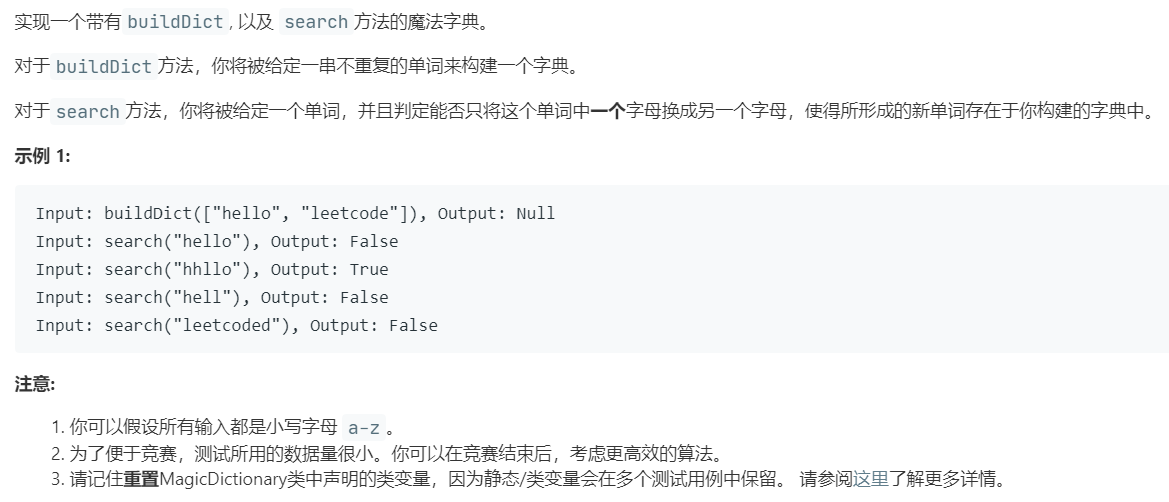 实现一个带有 buildDict , 以及 search 方法的魔法字典。
对于 buildDict 方法，你将被给定一串不重复的单词来构建一个字典。
对于 search 方法，你将被给定一个单词，并且判定能否只将这个单词中一个字母换成另一个字母，使得所形成的新单词存在于你构建的字典中。
示例 1:
Input: buildDict(["hello", "leetcode"]), Output: Null
Input: search("hello"), Output: False
Input: search("hhllo"), Output: True
Input: search("hell"), Output: False
Input: search("leetcoded"), Output: False
注意:
1. 你可以假设所有输入都是小写字母 a-z 。
2. 为了便于竞赛，测试所用的数据量很小。你可以在竞赛结束后，考虑更高效的算法。
3. 请记住重置MagicDictionary类中声明的类变量，因为静态/类变量会在多个测试用例中保留。 请参阅这里了解更多详情。